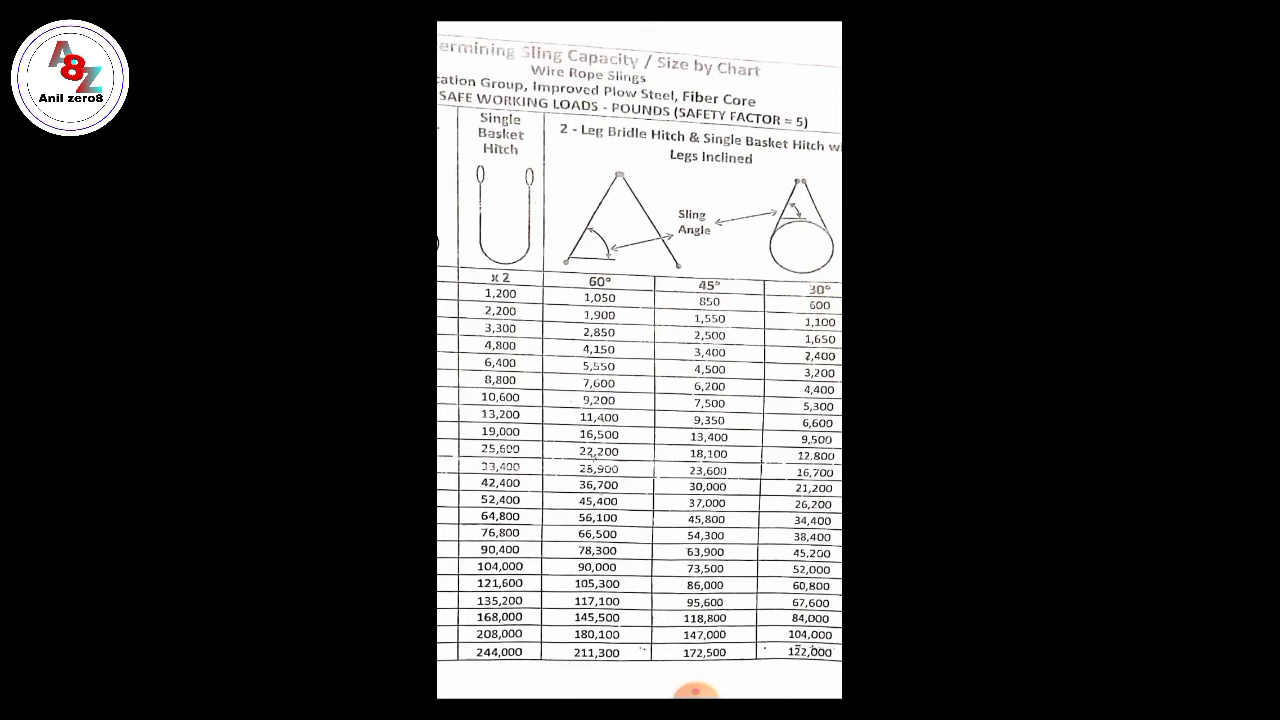 A8Z
Anil zero8
ermining Sling Capacity / Size by Chart
Wire Rope Slings
cation Group, Improved Plow Steel, Fiber Core
SAFE WORKING LOADS - POUNDS (SAFETY FACTOR = 5)
Single
Basket
Hitch
2 - Leg Bridle Hitch & Single Basket Hitch wi
Legs Inclined
Sling
Angle
x 2 60° 45° 30°
1,200 1,050 850 600
2,200 1,900 1,550 1,100
3,300 2,850 2,500 1,650
4,800 4,150 3,400 2,400
6,400 5,550 4,500 3,200
8,800 7,600 6,200 4,400
10,600 9,200 7,500 5,300
13,200 11,400 9,350 6,600
19,000 16,500 13,400 9,500
25,600 22,200 18,100 12.800
33,400 28,900 23,600 16,700
42,400 36,700 30,000 21,200
52,400 45,400 37,000 26,200
64,800 56,100 45,800 34,400
76,800 66,500 54,300 38,400
90,400 78,300 63,900 45,200
104,000 90,000 73,500 52,000
121,600 105,300 86,000 60,800
135,200 117,100 95,600 67,600
168,000 145,500 118,800 84,000
208,000 180,100 147,000 104,000
244,000 211,300 172,500 122,000